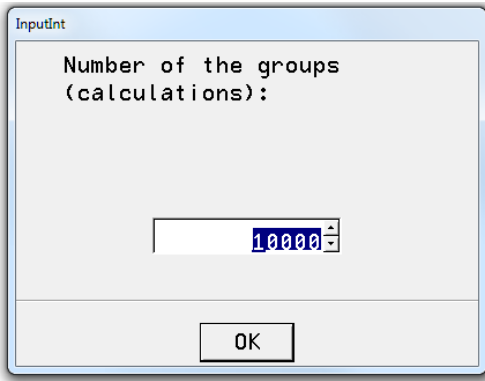 InputInt
Number of the groups
(calculations):
10000
OK